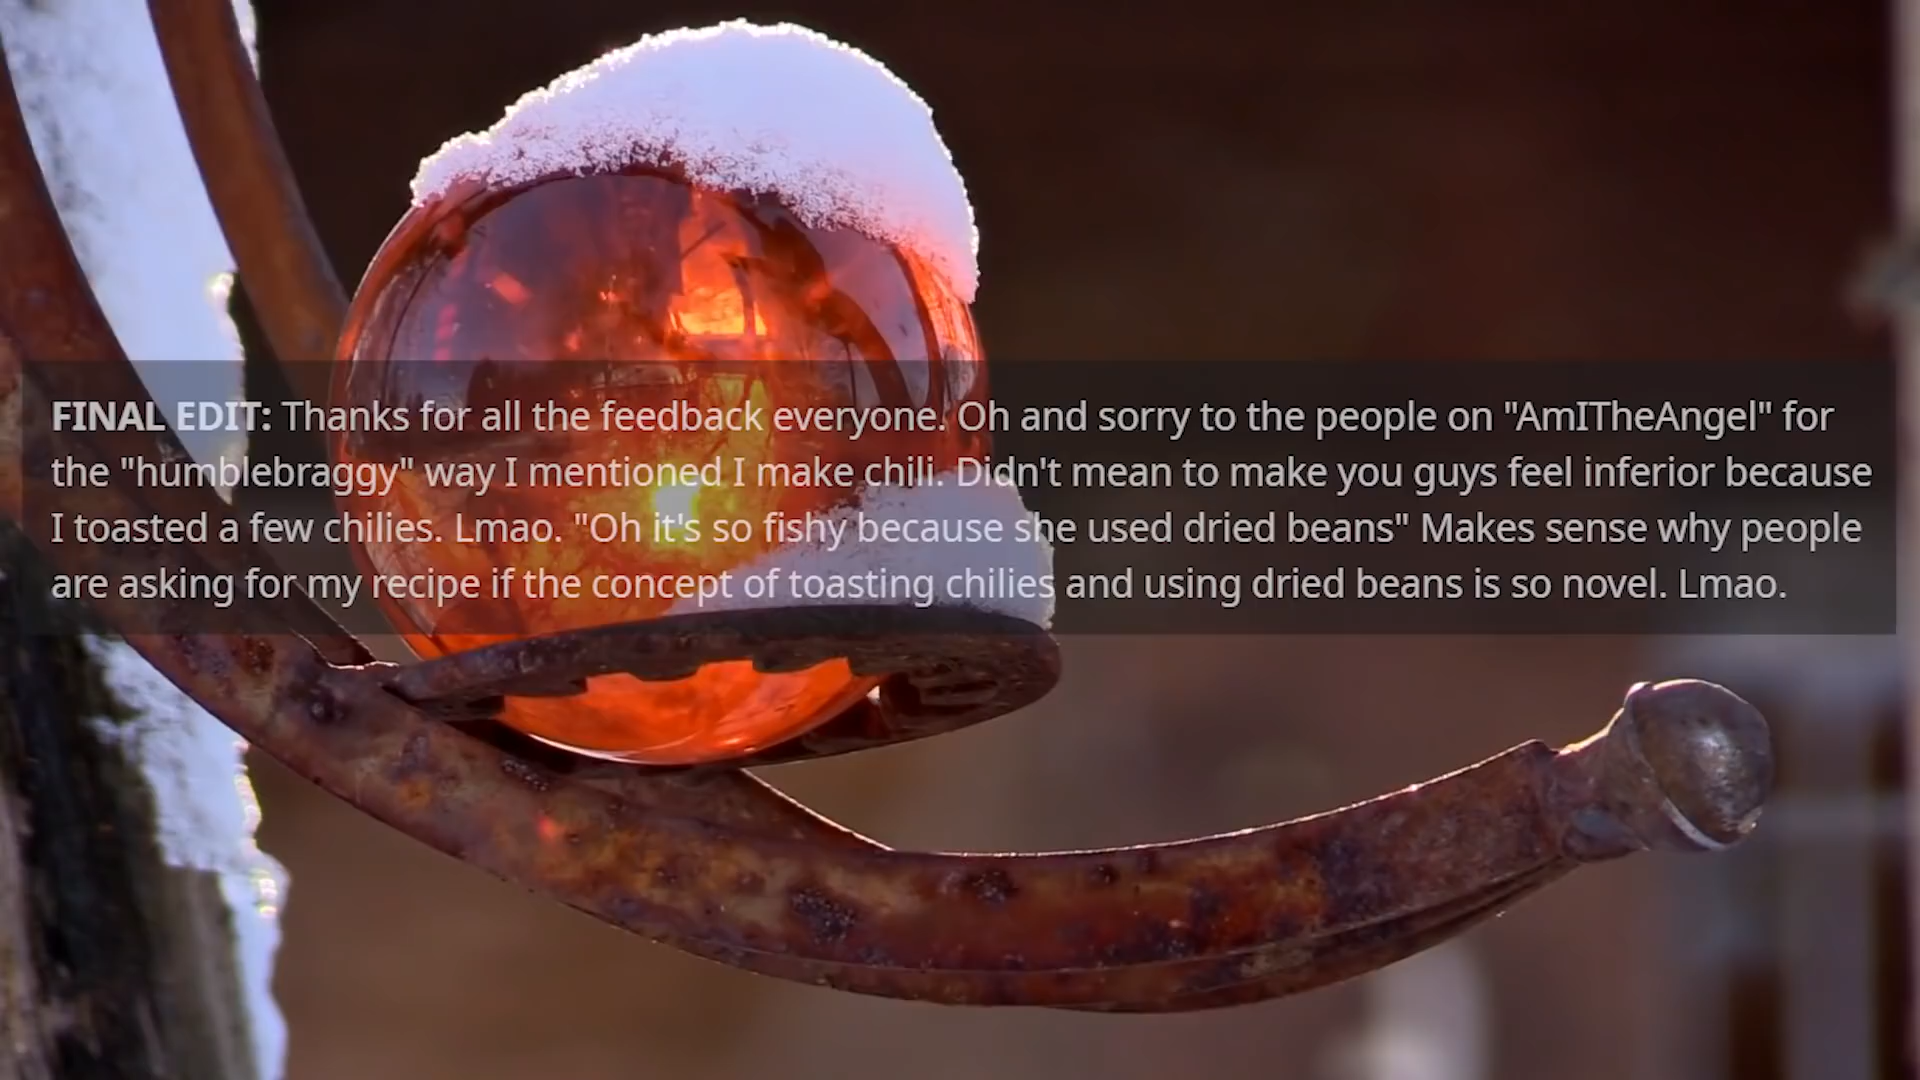 FINAL EDIT: Thanks for all the feedback everyone. Oh and sorry to the people on "AmITheAngel" for
the "humblebraggy" way I mentioned I make chili. Didn't mean to make you guys feel inferior because
I toasted a few chilies. Lmao. "Oh it's so fishy because she used dried beans" Makes sense why people
are asking for my recipe if the concept of toasting chilies and using dried beans is so novel. Lmao.